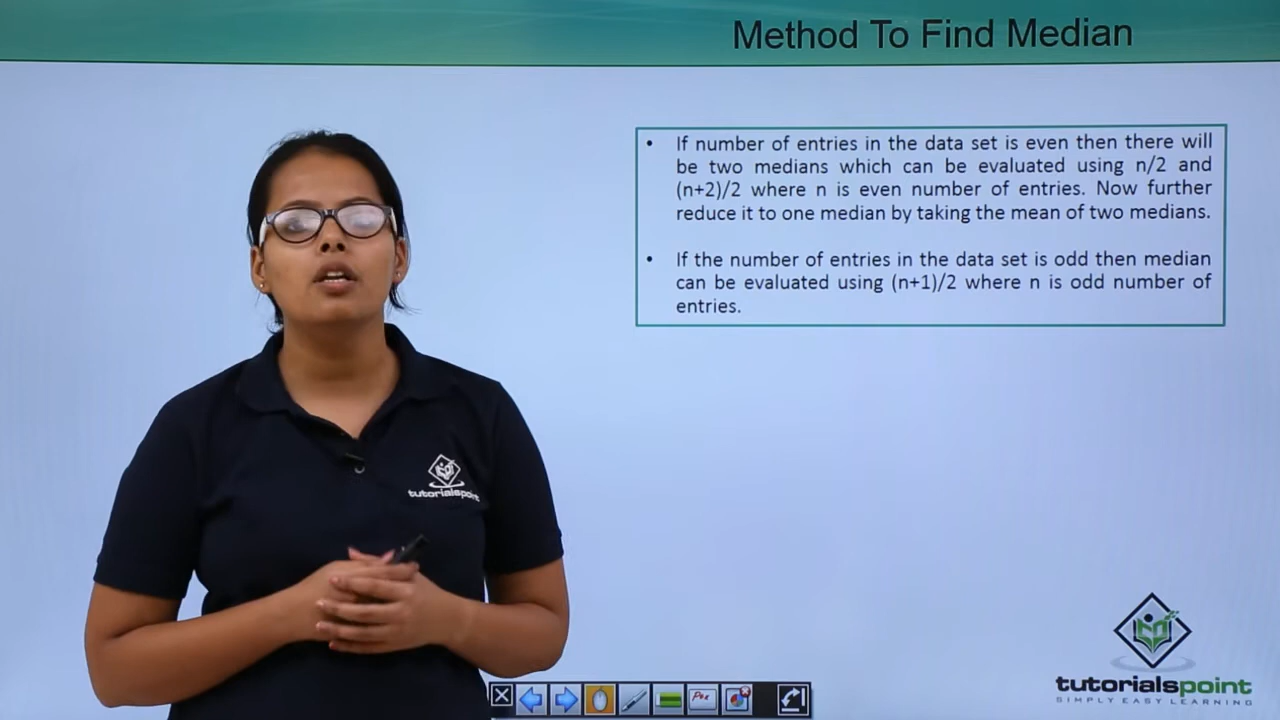 Method To Find Median
• If number of entries in the data set is even then there will
be two medians which can be evaluated using n/2 and
(n+2)/2 where n is even number of entries. Now further
reduce it to one median by taking the mean of two medians.
• If the number of entries in the data set is odd then median
can be evaluated using (n+1)/2 where n is odd number of
entries.
tutorialspoint
Pen
tutorialspoint
SIMPLY EASY LEARNING